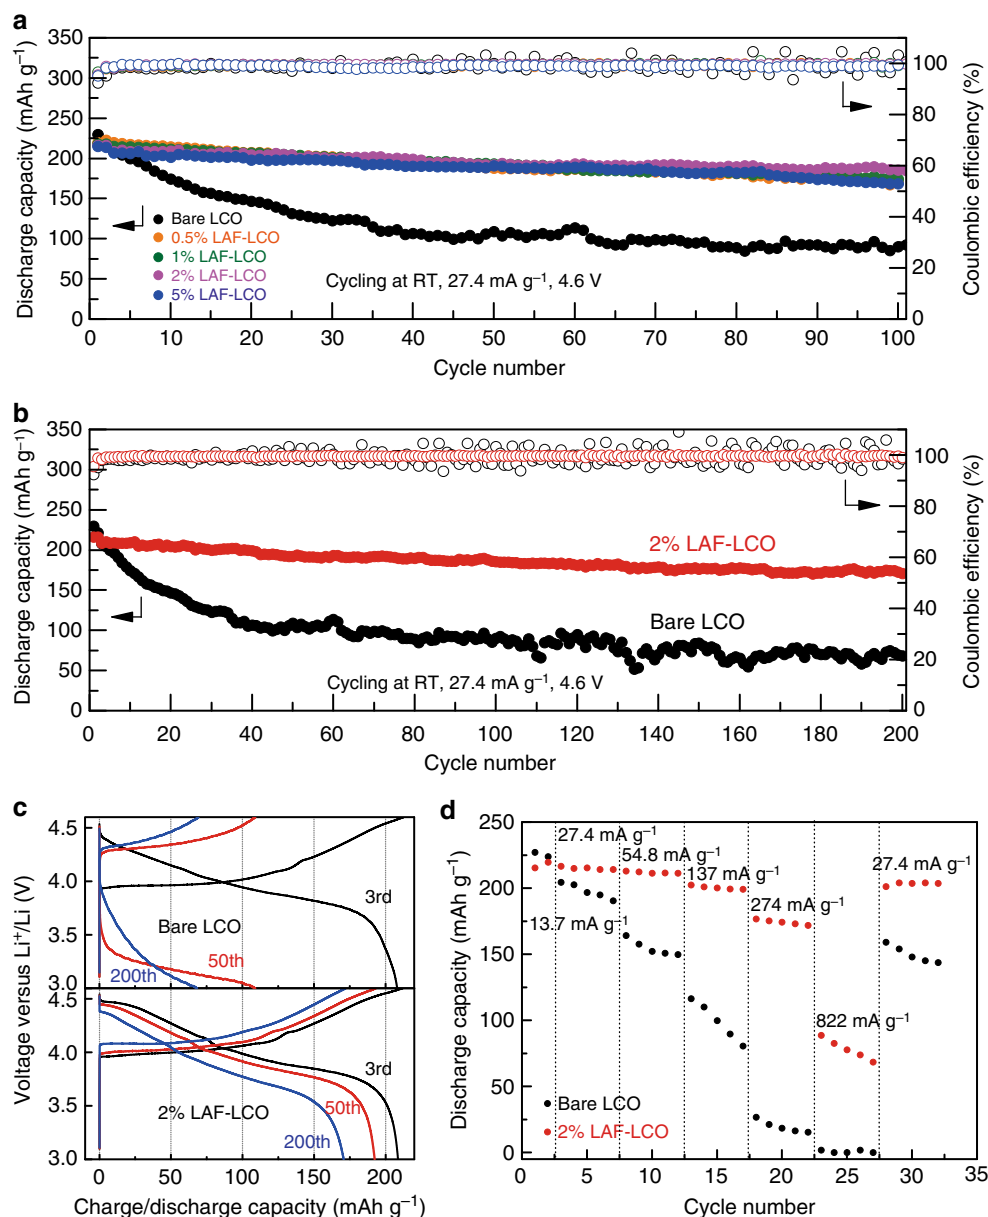 a
350
300
250
200
150
100
50
0
Discharge capacity (mAh g⁻¹)
100
80
60
40
20
0
Coulombic efficiency (%)
Bare LCO
0.5% LAF-LCO
1% LAF-LCO
2% LAF-LCO
5% LAF-LCO
Cycling at RT, 27.4 mA g⁻¹, 4.6 V
0 10 20 30 40 50 60 70 80 90 100
Cycle number
b
350
300
250
200
150
100
50
0
Discharge capacity (mAh g⁻¹)
100
80
60
40
20
0
Coulombic efficiency (%)
2% LAF-LCO
Bare LCO
Cycling at RT, 27.4 mA g⁻¹, 4.6 V
0 20 40 60 80 100 120 140 160 180 200
Cycle number
c
4.5
4.0
3.5
3.0
4.5
4.0
3.5
3.0
Voltage versus Li⁺/Li (V)
3rd
Bare LCO
50th
200th
3rd
2% LAF-LCO
50th
200th
0 50 100 150 200
Charge/discharge capacity (mAh g⁻¹)
d
250
200
150
100
50
0
Discharge capacity (mAh g⁻¹)
27.4 mA g⁻¹
54.8 mA g⁻¹
137 mA g⁻¹
27.4 mA g⁻¹
13.7 mA g⁻¹
274 mA g⁻¹
822 mA g⁻¹
Bare LCO
2% LAF-LCO
0 5 10 15 20 25 30 35
Cycle number